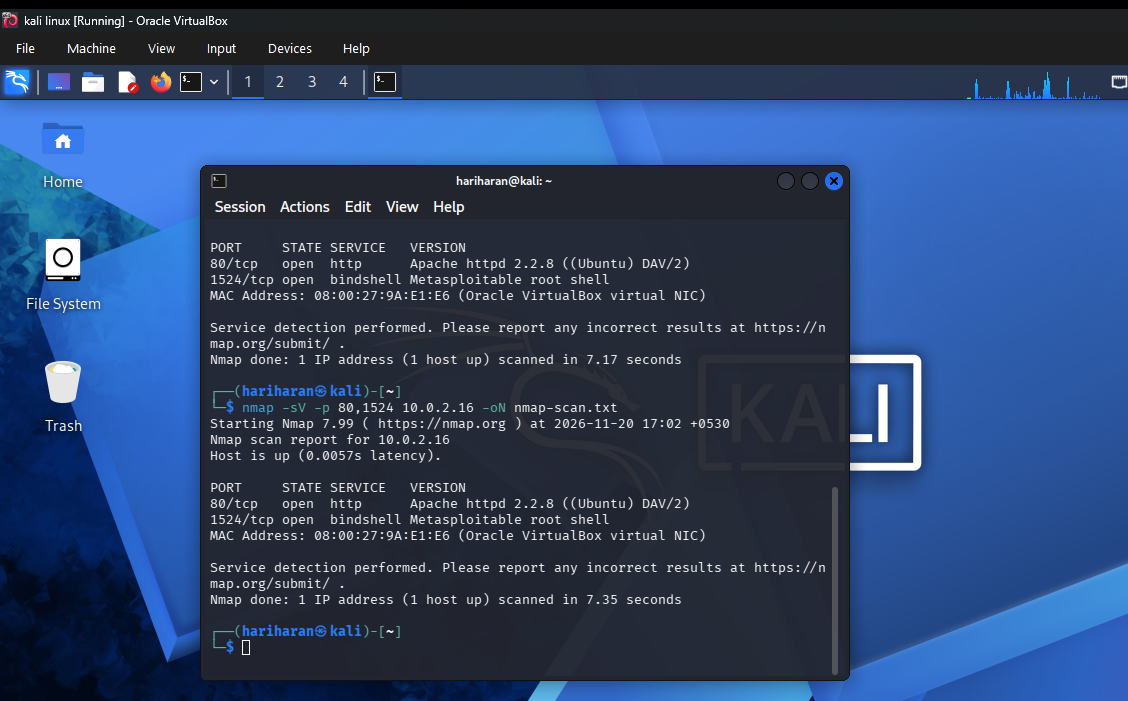 kali linux [Running] - Oracle VirtualBox
File Machine View Input Devices Help
1 2 3 4
Home
File System
Trash
hariharan@kali: ~
Session Actions Edit View Help
PORT     STATE SERVICE   VERSION
80/tcp   open  http      Apache httpd 2.2.8 ((Ubuntu) DAV/2)
1524/tcp open  bindshell Metasploitable root shell
MAC Address: 08:00:27:9A:E1:E6 (Oracle VirtualBox virtual NIC)
Service detection performed. Please report any incorrect results at https://n
map.org/submit/ .
Nmap done: 1 IP address (1 host up) scanned in 7.17 seconds
┌──(hariharan㉿kali)-[~]
└─$ nmap -sV -p 80,1524 10.0.2.16 -oN nmap-scan.txt
Starting Nmap 7.99 ( https://nmap.org ) at 2026-11-20 17:02 +0530
Nmap scan report for 10.0.2.16
Host is up (0.0057s latency).
PORT     STATE SERVICE   VERSION
80/tcp   open  http      Apache httpd 2.2.8 ((Ubuntu) DAV/2)
1524/tcp open  bindshell Metasploitable root shell
MAC Address: 08:00:27:9A:E1:E6 (Oracle VirtualBox virtual NIC)
Service detection performed. Please report any incorrect results at https://n
map.org/submit/ .
Nmap done: 1 IP address (1 host up) scanned in 7.35 seconds
┌──(hariharan㉿kali)-[~]
└─$
KALI